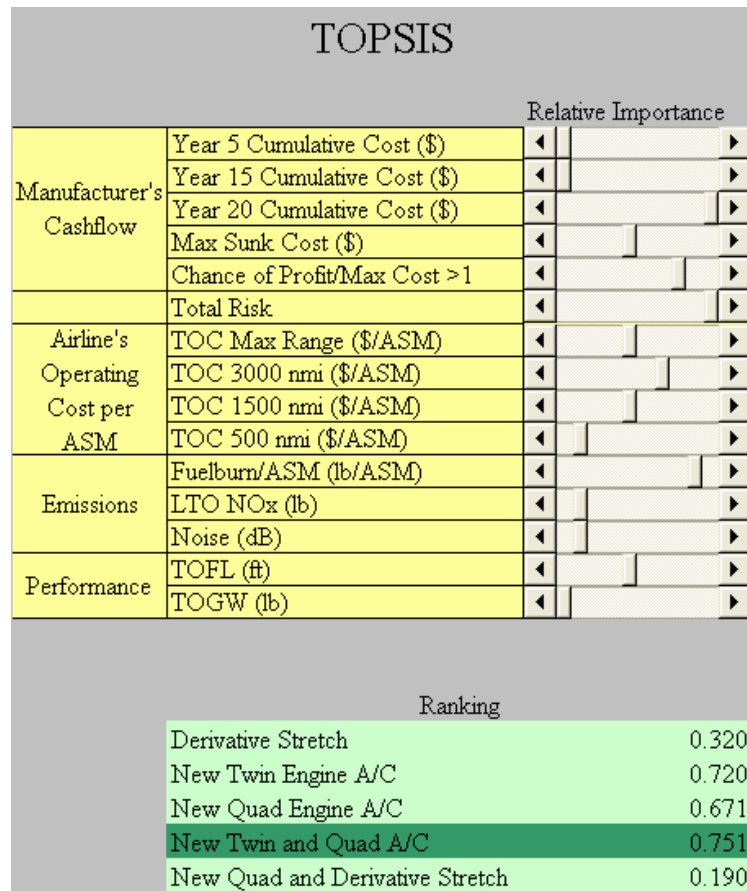 TOPSIS
Relative Importance
Manufacturer's
Cashflow
Year 5 Cumulative Cost ($)
Year 15 Cumulative Cost ($)
Year 20 Cumulative Cost ($)
Max Sunk Cost ($)
Chance of Profit/Max Cost >1
Total Risk
Airline's
Operating
Cost per
ASM
TOC Max Range ($/ASM)
TOC 3000 nmi ($/ASM)
TOC 1500 nmi ($/ASM)
TOC 500 nmi ($/ASM)
Emissions
Fuelburn/ASM (lb/ASM)
LTO NOx (lb)
Noise (dB)
Performance
TOFL (ft)
TOGW (lb)
Ranking
Derivative Stretch 0.320
New Twin Engine A/C 0.720
New Quad Engine A/C 0.671
New Twin and Quad A/C 0.751
New Quad and Derivative Stretch 0.190